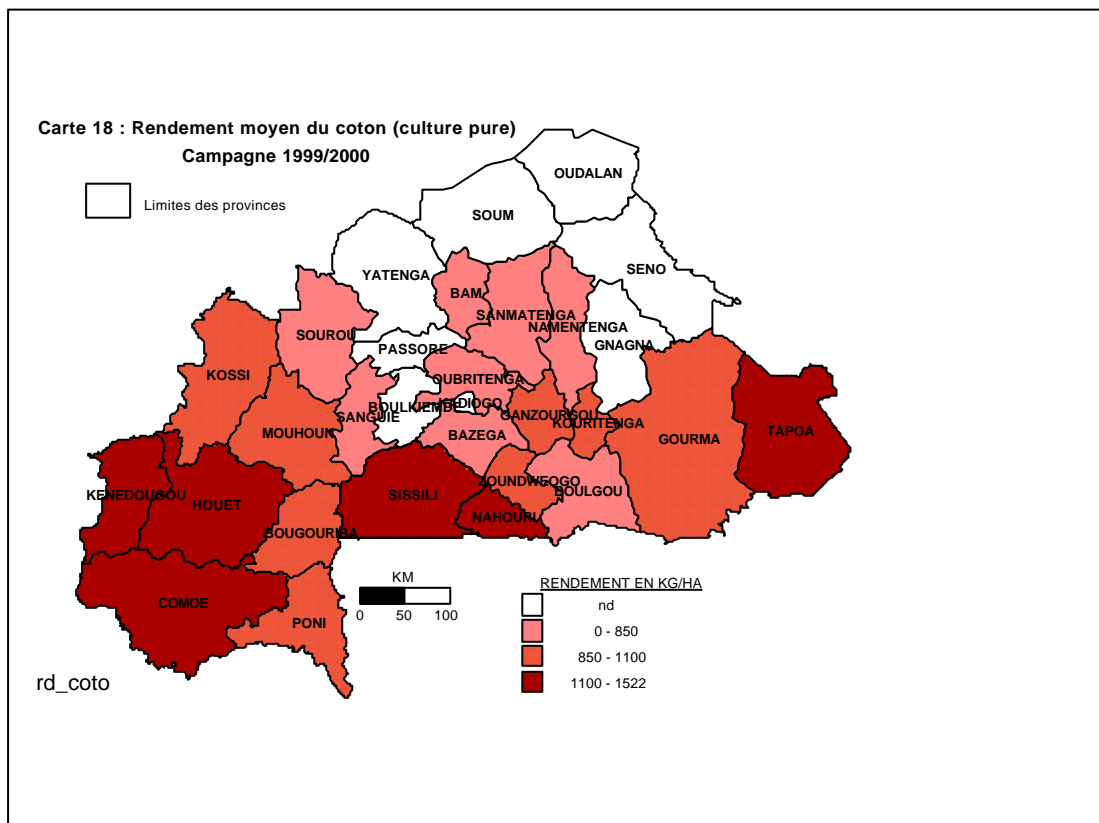 Carte 18 : Rendement moyen du coton (culture pure)
Campagne 1999/2000
Limites des provinces
OUDALAN
SOUM
SENO
YATENGA
BAM
SANMATENGA
NAMENTENGA
GNAGNA
SOUROU
PASSORE
KOSSI
OUBRITENGA
BOULKIEMDE
KADIOGO
SANGUIE
GANZOURGOU
KOURITENGA
MOUHOUN
BAZEGA
GOURMA
TAPOA
ZOUNDWEOGO
BOULGOU
KENEDOUGOU
HOUET
SISSILI
NAHOURI
BOUGOURIBA
COMOE
PONI
KM
0 50 100
RENDEMENT EN KG/HA
nd
0 - 850
850 - 1100
1100 - 1522
rd_coto